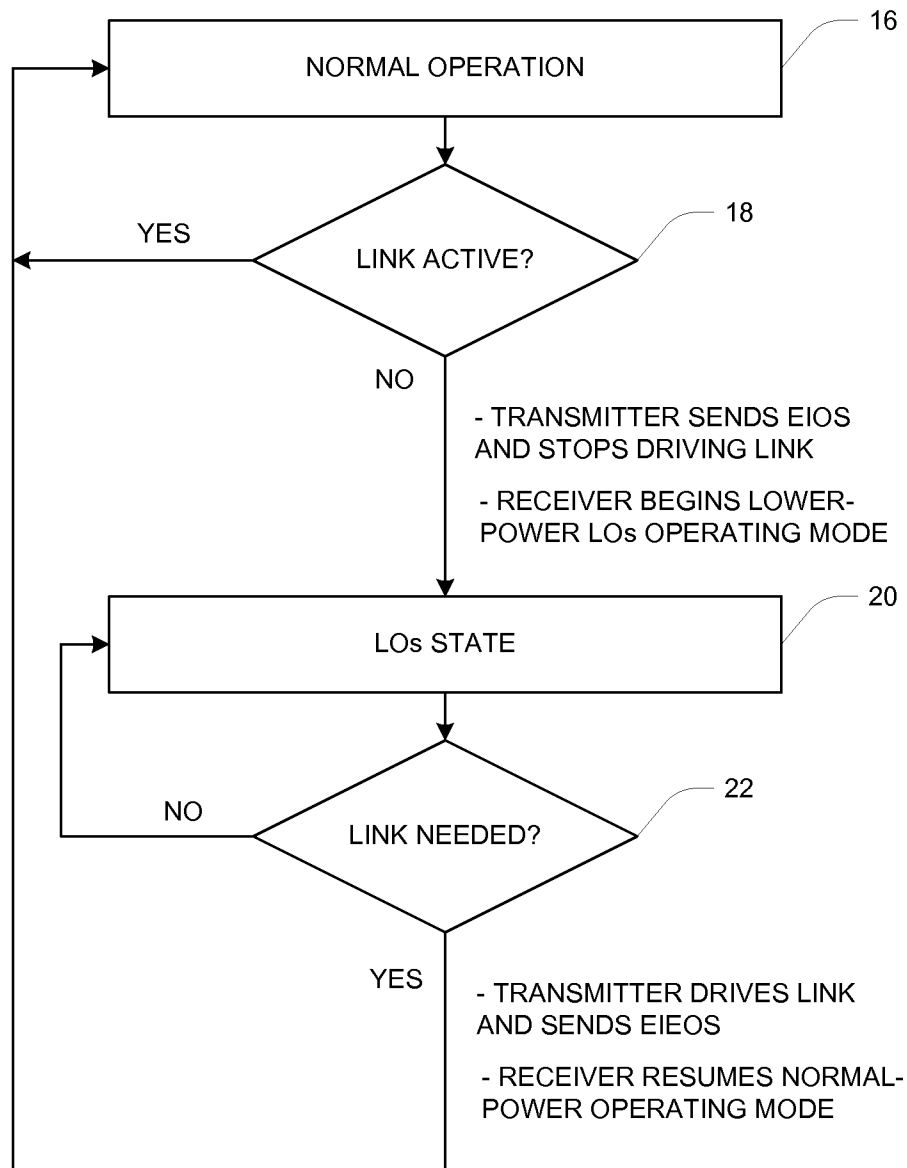 16
NORMAL OPERATION
18
YES
LINK ACTIVE?
NO
- TRANSMITTER SENDS EIOS
AND STOPS DRIVING LINK
- RECEIVER BEGINS LOWER-
POWER LOs OPERATING MODE
20
LOs STATE
22
NO
LINK NEEDED?
YES
- TRANSMITTER DRIVES LINK
AND SENDS EIEOS
- RECEIVER RESUMES NORMAL-
POWER OPERATING MODE